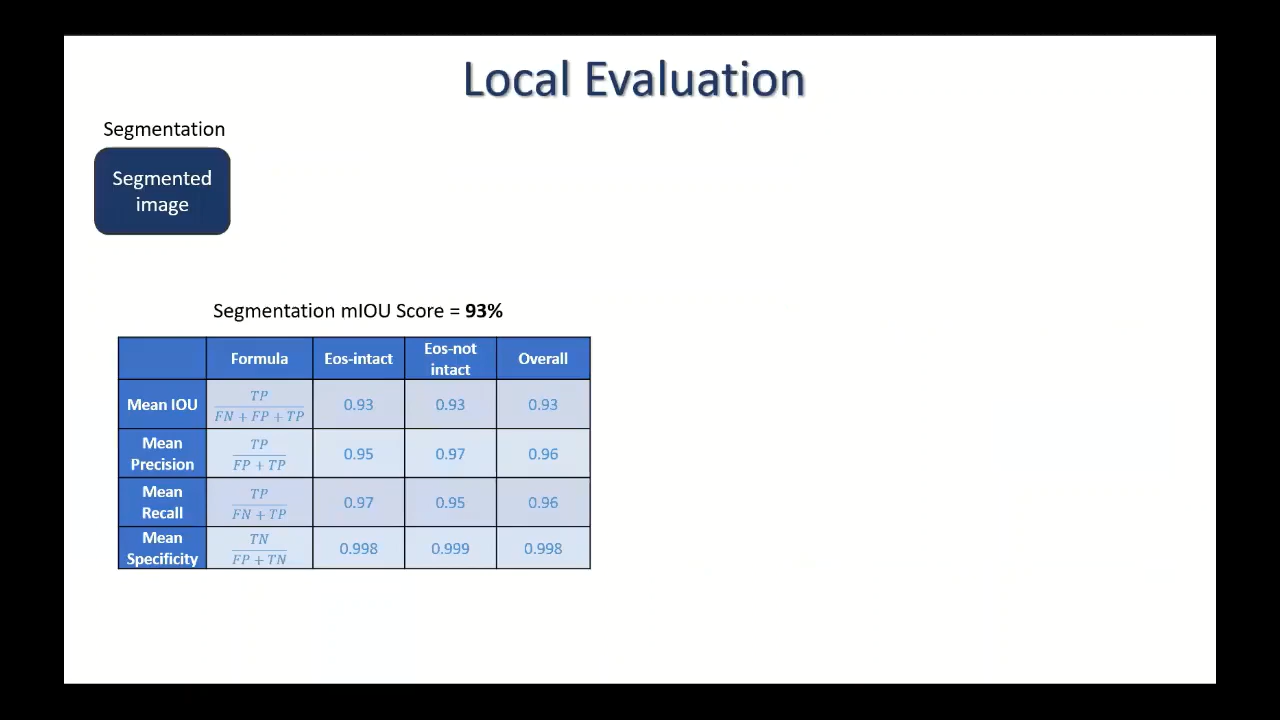 Local Evaluation
Segmentation
Segmented
image
Segmentation mIOU Score = 93%
Formula Eos-intact Eos-not intact Overall
Mean IOU TP / FN + FP + TP 0.93 0.93 0.93
Mean Precision TP / FP + TP 0.95 0.97 0.96
Mean Recall TP / FN + TP 0.97 0.95 0.96
Mean Specificity TN / FP + TN 0.998 0.999 0.998